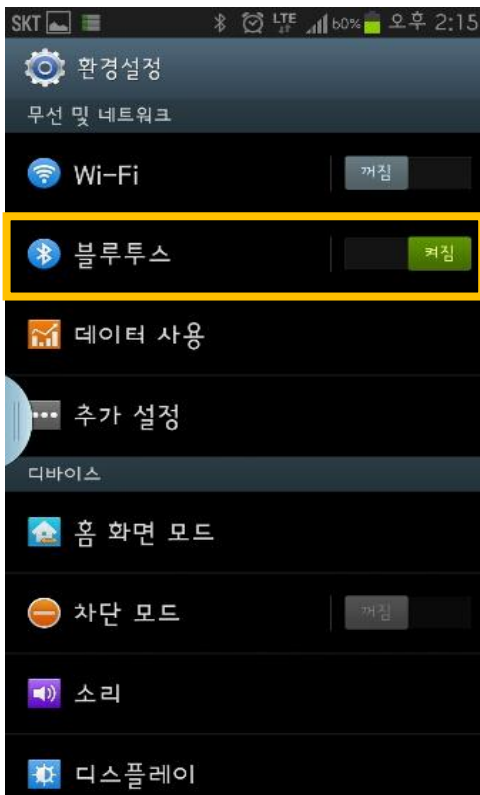 SKT LTE 60% 오후 2:15
환경설정
무선 및 네트워크
Wi-Fi 꺼짐
블루투스 켜짐
데이터 사용
추가 설정
디바이스
홈 화면 모드
차단 모드 꺼짐
소리
디스플레이